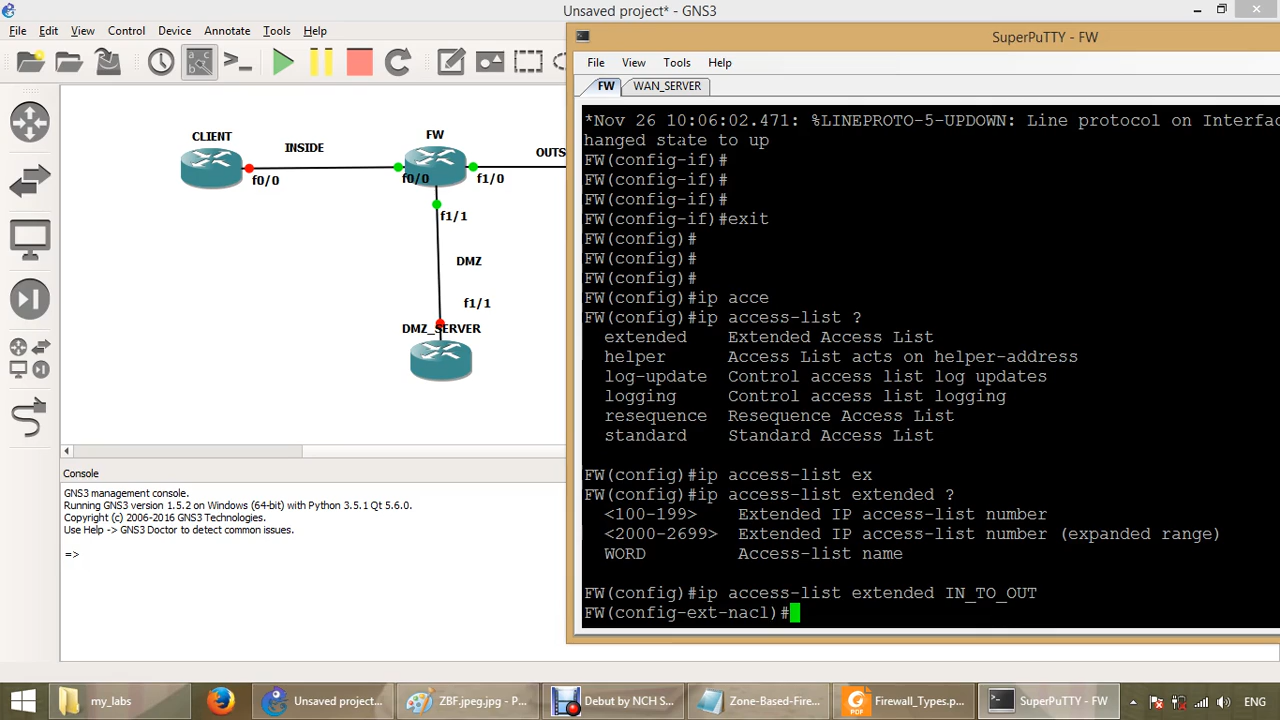 Unsaved project* - GNS3
File Edit View Control Device Annotate Tools Help
CLIENT
INSIDE
FW
OUTS
f0/0
f0/0
f1/0
f1/1
DMZ
f1/1
DMZ_SERVER
Console
GNS3 management console.
Running GNS3 version 1.5.2 on Windows (64-bit) with Python 3.5.1 Qt 5.6.0.
Copyright (c) 2006-2016 GNS3 Technologies.
Use Help -> GNS3 Doctor to detect common issues.
=>
SuperPuTTY - FW
File View Tools Help
FW WAN_SERVER
*Nov 26 10:06:02.471: %LINEPROTO-5-UPDOWN: Line protocol on Interfac
hanged state to up
FW(config-if)#
FW(config-if)#
FW(config-if)#
FW(config-if)#exit
FW(config)#
FW(config)#
FW(config)#
FW(config)#ip acce
FW(config)#ip access-list ?
extended Extended Access List
helper Access List acts on helper-address
log-update Control access list log updates
logging Control access list logging
resequence Resequence Access List
standard Standard Access List
FW(config)#ip access-list ex
FW(config)#ip access-list extended ?
<100-199> Extended IP access-list number
<2000-2699> Extended IP access-list number (expanded range)
WORD Access-list name
FW(config)#ip access-list extended IN_TO_OUT
FW(config-ext-nacl)#
my_labs
Unsaved project...
ZBF.jpeg.jpg - P...
Debut by NCH S...
Zone-Based-Fire...
Firewall_Types.p...
SuperPuTTY - FW
ENG